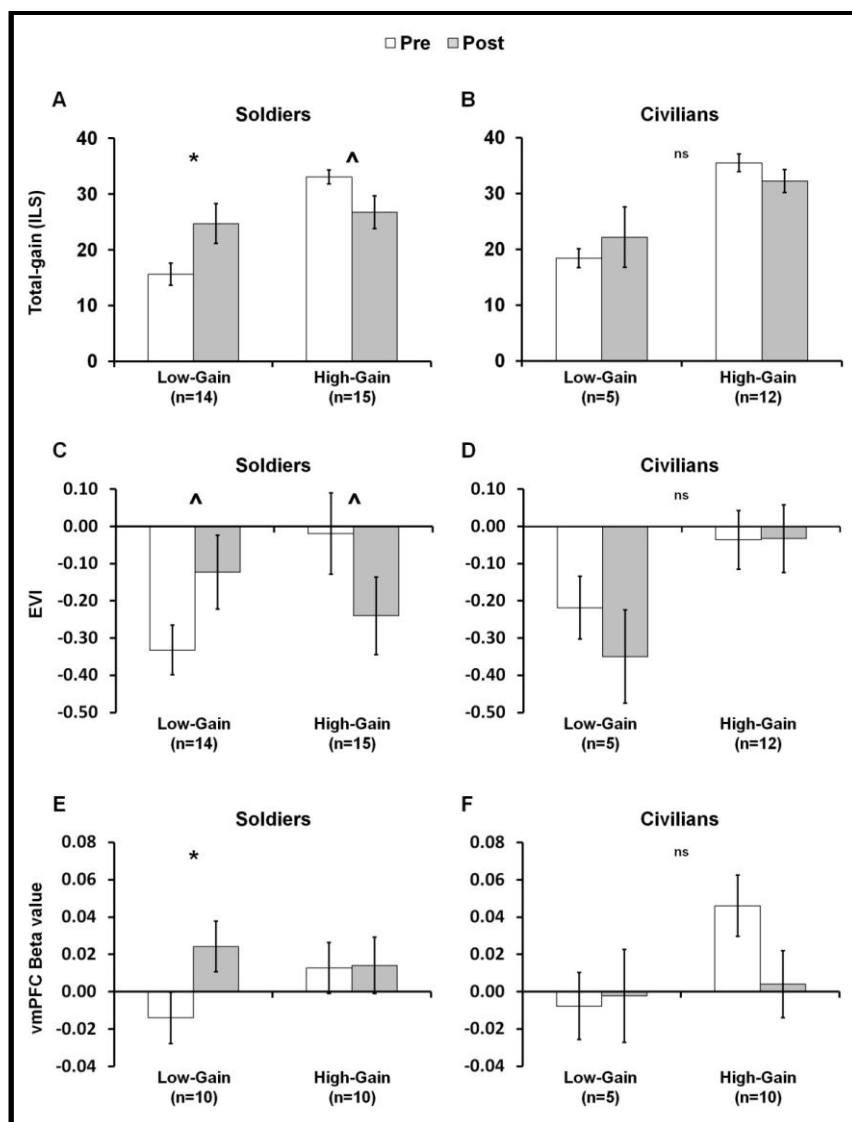 Pre Post
A B
Soldiers Civilians
* ^ ns
Total-gain (ILS)
40
30
20
10
0
40
30
20
10
0
Low-Gain High-Gain Low-Gain High-Gain
(n=14) (n=15) (n=5) (n=12)
C D
Soldiers Civilians
^ ^ ns
EVI
0.10
0.00
-0.10
-0.20
-0.30
-0.40
-0.50
0.10
0.00
-0.10
-0.20
-0.30
-0.40
-0.50
Low-Gain High-Gain Low-Gain High-Gain
(n=14) (n=15) (n=5) (n=12)
E F
Soldiers Civilians
* ns
vmPFC Beta value
0.08
0.06
0.04
0.02
0.00
-0.02
-0.04
0.08
0.06
0.04
0.02
0.00
-0.02
-0.04
Low-Gain High-Gain Low-Gain High-Gain
(n=10) (n=10) (n=5) (n=10)